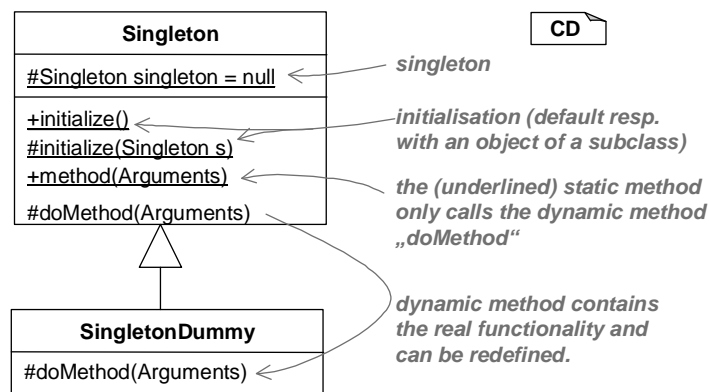 Singleton
CD
#Singleton singleton = null
singleton
+initialize()
#initialize(Singleton s)
+method(Arguments)
#doMethod(Arguments)
initialisation (default resp.
with an object of a subclass)
the (underlined) static method
only calls the dynamic method
„doMethod“
SingletonDummy
#doMethod(Arguments)
dynamic method contains
the real functionality and
can be redefined.